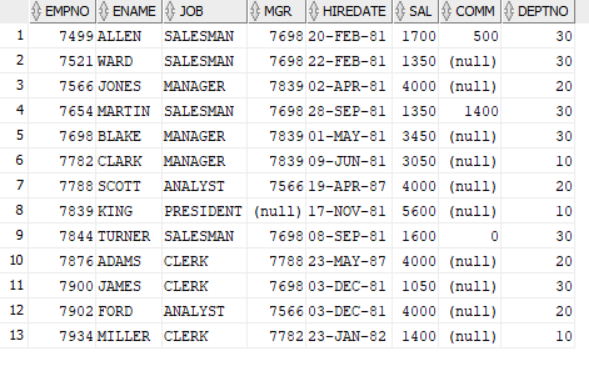 EMPNO ENAME JOB MGR HIREDATE SAL COMM DEPTNO
1 7499 ALLEN SALESMAN 7698 20-FEB-81 1700 500 30
2 7521 WARD SALESMAN 7698 22-FEB-81 1350 (null) 30
3 7566 JONES MANAGER 7839 02-APR-81 4000 (null) 20
4 7654 MARTIN SALESMAN 7698 28-SEP-81 1350 1400 30
5 7698 BLAKE MANAGER 7839 01-MAY-81 3450 (null) 30
6 7782 CLARK MANAGER 7839 09-JUN-81 3050 (null) 10
7 7788 SCOTT ANALYST 7566 19-APR-87 4000 (null) 20
8 7839 KING PRESIDENT (null) 17-NOV-81 5600 (null) 10
9 7844 TURNER SALESMAN 7698 08-SEP-81 1600 0 30
10 7876 ADAMS CLERK 7788 23-MAY-87 4000 (null) 20
11 7900 JAMES CLERK 7698 03-DEC-81 1050 (null) 30
12 7902 FORD ANALYST 7566 03-DEC-81 4000 (null) 20
13 7934 MILLER CLERK 7782 23-JAN-82 1400 (null) 10